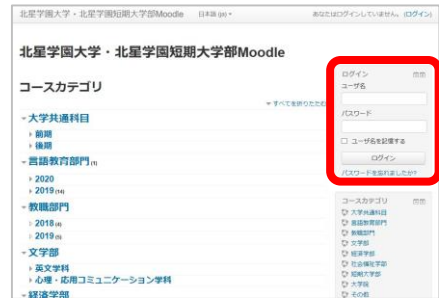 北星学園大学・北星学園短期大学部Moodle 日本語 (ja) あなたはログインしていません。 (ログイン)
北星学園大学・北星学園短期大学部Moodle
コースカテゴリ
すべてを折りたたむ
大学共通科目
前期
後期
言語教育部門 (1)
2020
2019 (14)
教職部門
2018 (4)
2019 (5)
文学部
英文学科
心理・応用コミュニケーション学科
経済学部
ログイン
ユーザ名
パスワード
ユーザ名を記憶する
ログイン
パスワードを忘れましたか?
コースカテゴリ
大学共通科目
言語教育部門
教職部門
文学部
経済学部
社会福祉学部
短期大学部
大学院
その他